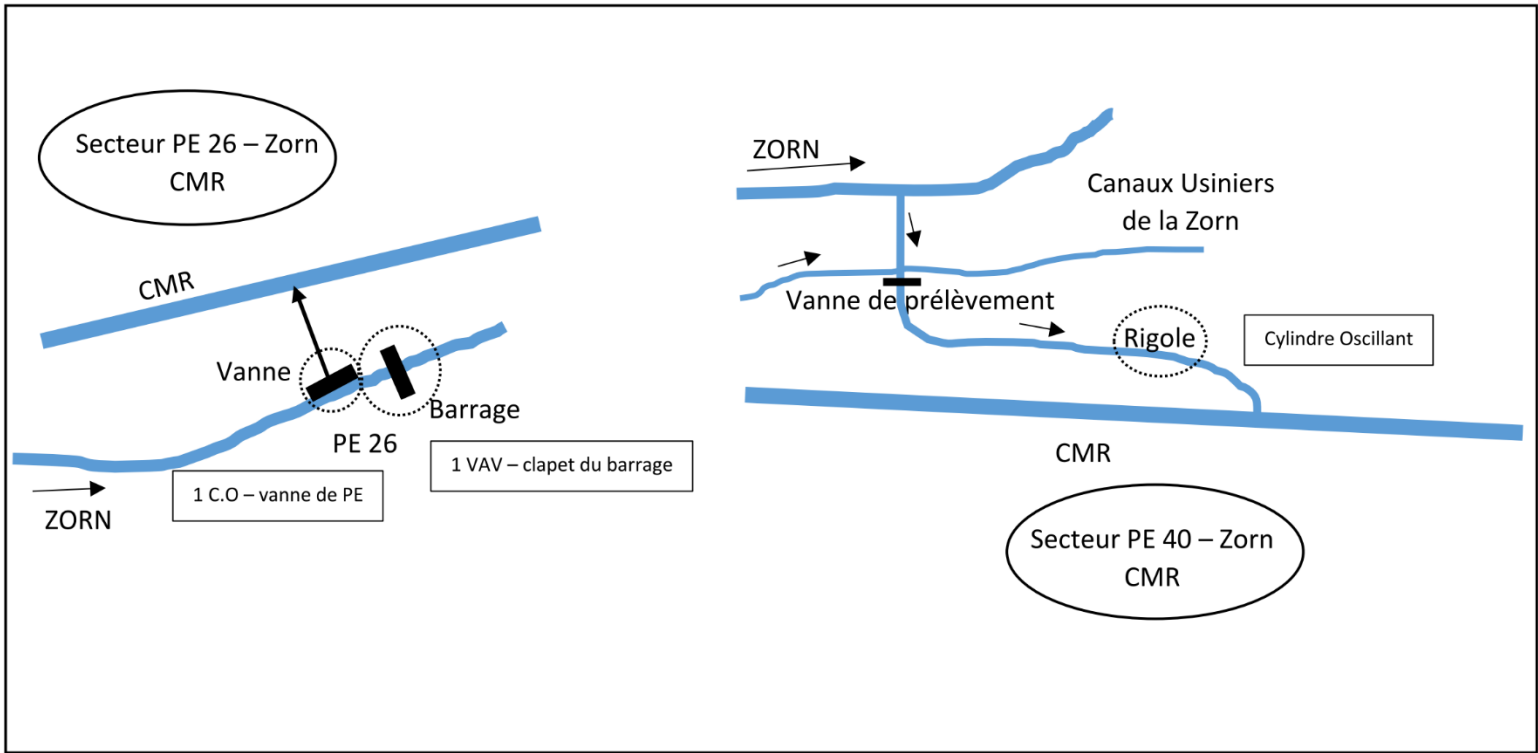 Secteur PE 26 – Zorn
CMR
CMR
Vanne
Barrage
PE 26
1 VAV – clapet du barrage
1 C.O – vanne de PE
ZORN
ZORN
Canaux Usiniers
de la Zorn
Vanne de prélèvement
Rigole
Cylindre Oscillant
CMR
Secteur PE 40 – Zorn
CMR